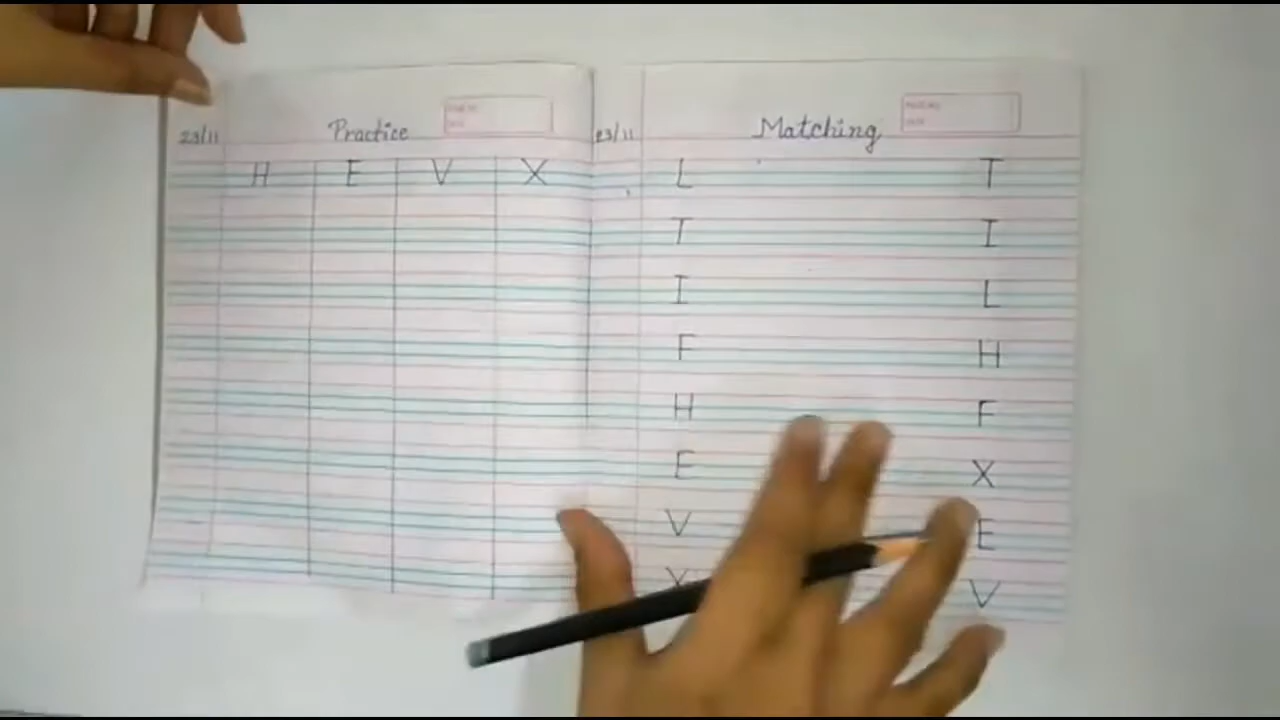 23/11 Practice
H E V X
23/11 Matching
L T
T I
I L
F H
H F
E X
V E
X V